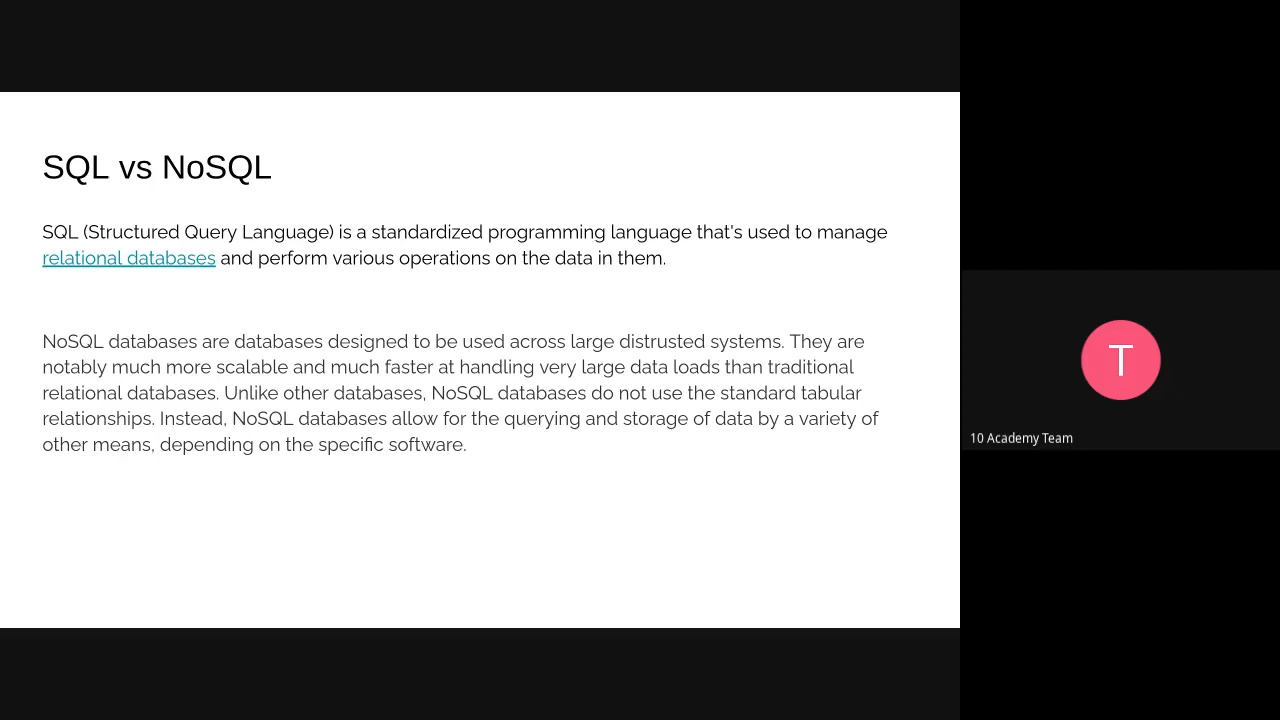 SQL vs NoSQL
SQL (Structured Query Language) is a standardized programming language that's used to manage
relational databases and perform various operations on the data in them.
NoSQL databases are databases designed to be used across large distrusted systems. They are
notably much more scalable and much faster at handling very large data loads than traditional
relational databases. Unlike other databases, NoSQL databases do not use the standard tabular
relationships. Instead, NoSQL databases allow for the querying and storage of data by a variety of
other means, depending on the specific software.
T
10 Academy Team